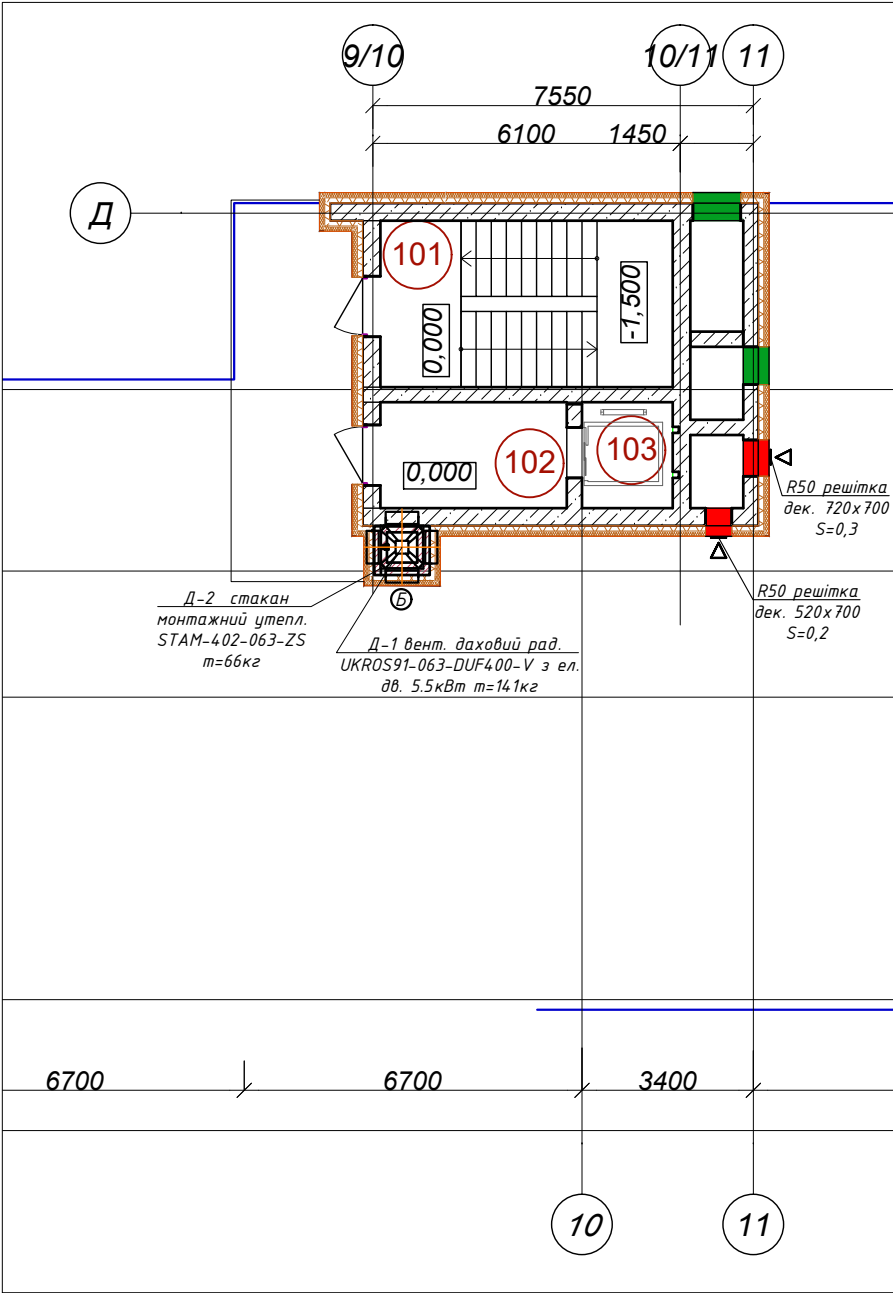 9/10
10/11
11
7550
6100
1450
Д
101
0,000
-1,500
102
0,000
103
R50 решітка
дек. 720х700
S=0,3
R50 решітка
дек. 520х700
S=0,2
Б
Д-2 стакан
монтажний утепл.
STAM-402-063-ZS
m=66кг
Д-1 вент. даховий рад.
UKROS91-063-DUF400-V з ел.
дв. 5.5кВт m=141кг
6700
6700
3400
10
11